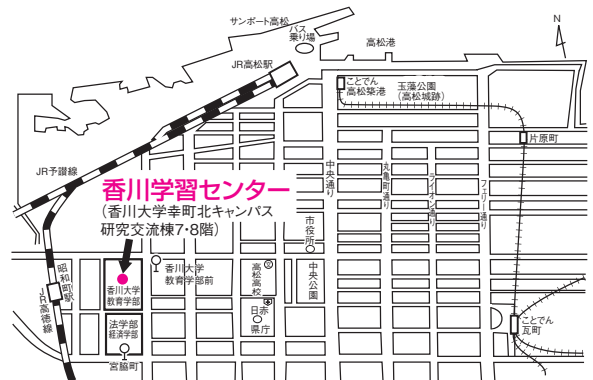 サンポート高松
バス
乗り場
高松港
N
JR高松駅
ことでん
高松築港
玉藻公園
(高松城跡)
片原町
JR予讃線
香川学習センター
(香川大学幸町北キャンパス
研究交流棟7・8階)
中央通り
丸亀町通り
ライオン通り
フェリー通り
市役所
昭和町駅
JR高徳線
香川大学
教育学部
香川大学
教育学部前
高松高校
文
中央公園
法学部
経済学部
日赤
県庁
宮脇町
ことでん
瓦町